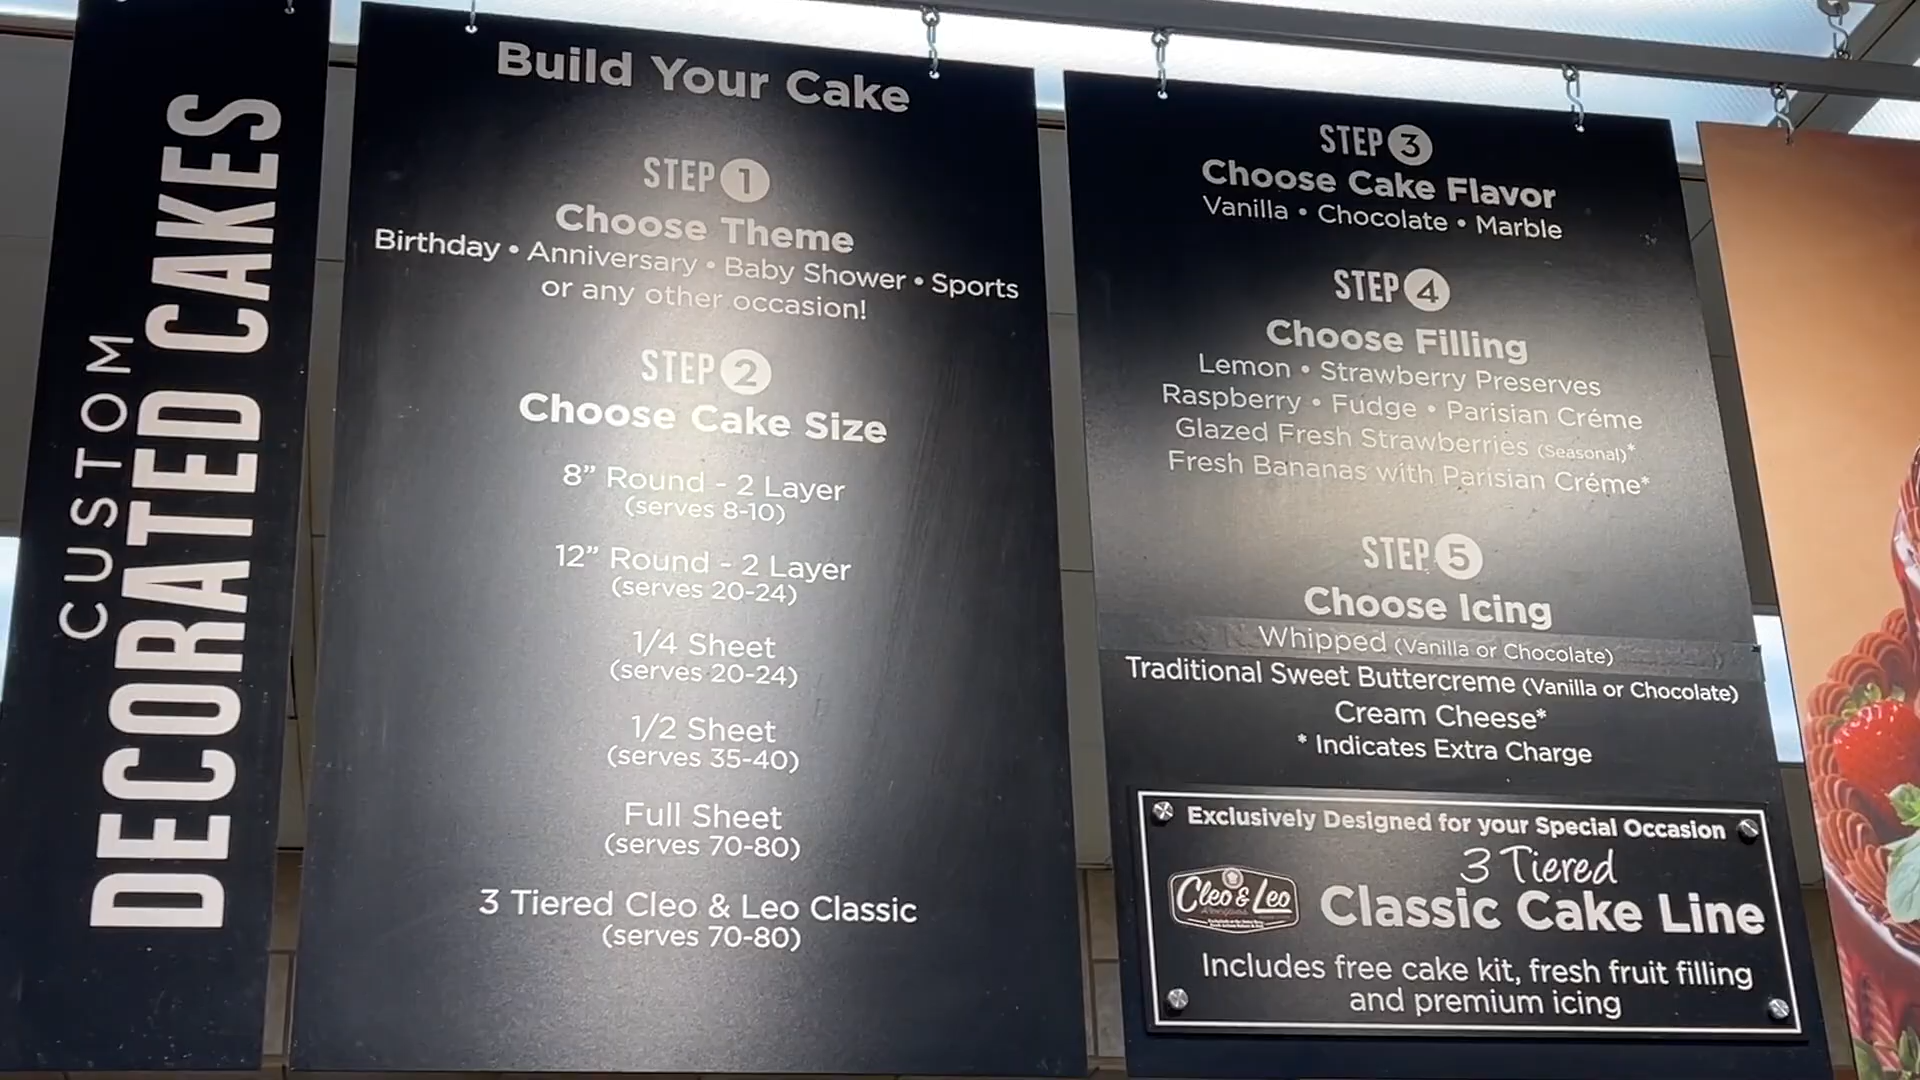 CUSTOM
DECORATED CAKES
Build Your Cake
STEP 1
Choose Theme
Birthday • Anniversary • Baby Shower • Sports
or any other occasion!
STEP 2
Choose Cake Size
8” Round - 2 Layer
(serves 8-10)
12” Round - 2 Layer
(serves 20-24)
1/4 Sheet
(serves 20-24)
1/2 Sheet
(serves 35-40)
Full Sheet
(serves 70-80)
3 Tiered Cleo & Leo Classic
(serves 70-80)
STEP 3
Choose Cake Flavor
Vanilla • Chocolate • Marble
STEP 4
Choose Filling
Lemon • Strawberry Preserves
Raspberry • Fudge • Parisian Créme
Glazed Fresh Strawberries (Seasonal)*
Fresh Bananas with Parisian Créme*
STEP 5
Choose Icing
Whipped (Vanilla or Chocolate)
Traditional Sweet Buttercreme (Vanilla or Chocolate)
Cream Cheese*
* Indicates Extra Charge
Exclusively Designed for your Special Occasion
3 Tiered
Cleo & Leo
Classic Cake Line
Includes free cake kit, fresh fruit filling
and premium icing